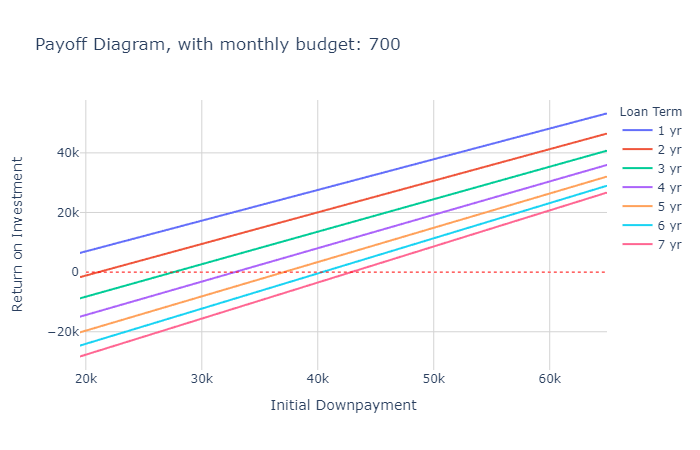 Payoff Diagram, with monthly budget: 700
Return on Investment
40k
20k
0
−20k
20k
30k
40k
50k
60k
Initial Downpayment
Loan Term
1 yr
2 yr
3 yr
4 yr
5 yr
6 yr
7 yr